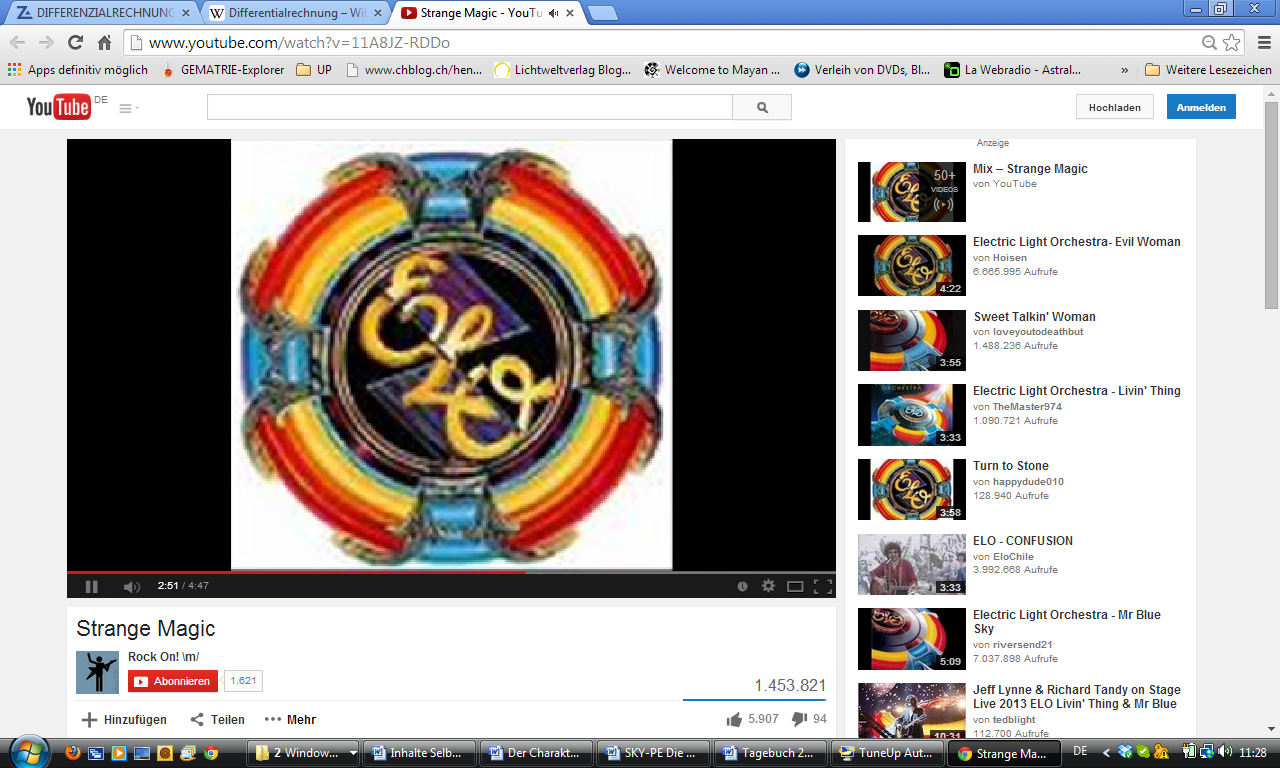 DIFFERENZIALRECHNUNG
Differentialrechnung – Wi
Strange Magic - YouTu
www.youtube.com/watch?v=11A8JZ-RDDo
Apps definitiv möglich
GEMATRIE-Explorer
UP
www.chblog.ch/hen...
Lichtweltverlag Blog...
Welcome to Mayan ...
Verleih von DVDs, Bl...
La Webradio - Astral...
»
Weitere Lesezeichen
YouTube DE
Hochladen
Anmelden
Anzeige
ELO
2:51 / 4:47
Strange Magic
Rock On! \m/
Abonnieren
1.621
1.453.821
Hinzufügen
Teilen
Mehr
5.907
94
50+
VIDEOS
Mix – Strange Magic
von YouTube
4:22
Electric Light Orchestra- Evil Woman
von Hoisen
6.665.995 Aufrufe
3:55
Sweet Talkin' Woman
von loveyoutodeathbut
1.488.236 Aufrufe
ORCHESTRA
3:33
Electric Light Orchestra - Livin' Thing
von TheMaster974
1.090.721 Aufrufe
3:58
Turn to Stone
von happydude010
128.940 Aufrufe
3:33
ELO - CONFUSION
von EloChile
3.992.668 Aufrufe
5:09
Electric Light Orchestra - Mr Blue
Sky
von riversend21
7.037.898 Aufrufe
10:31
Jeff Lynne & Richard Tandy on Stage
Live 2013 ELO Livin' Thing & Mr Blue
von tedblight
112.700 Aufrufe
2 Window...
Inhalte Selb...
Der Charakt...
SKY-PE Die ...
Tagebuch 2...
TuneUp Aut...
Strange Ma...
DE
11:28